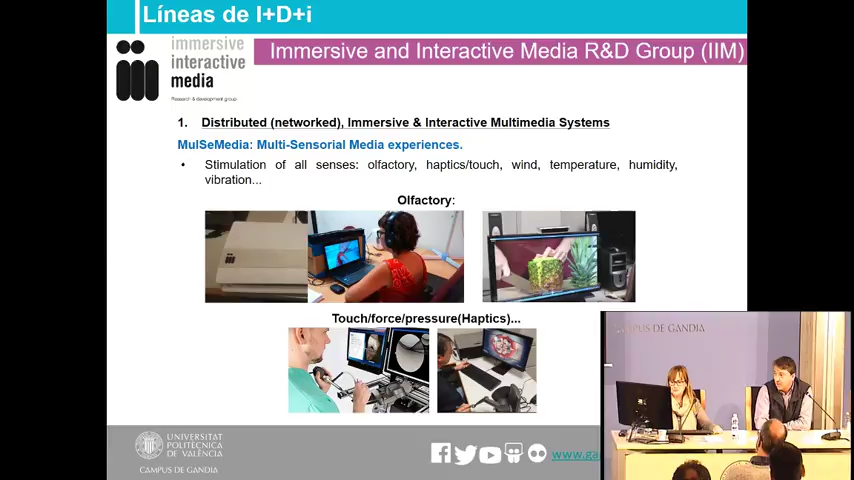 Líneas de I+D+i
immersive
interactive
media
Research & development group
Immersive and Interactive Media R&D Group (IIM)
1. Distributed (networked), Immersive & Interactive Multimedia Systems
MulSeMedia: Multi-Sensorial Media experiences.
• Stimulation of all senses: olfactory, haptics/touch, wind, temperature, humidity,
vibration...
Olfactory:
Touch/force/pressure(Haptics)...
CAMPUS DE GANDIA
UNIVERSITAT
POLITÈCNICA
DE VALÈNCIA
CAMPUS DE GANDIA
www.ga